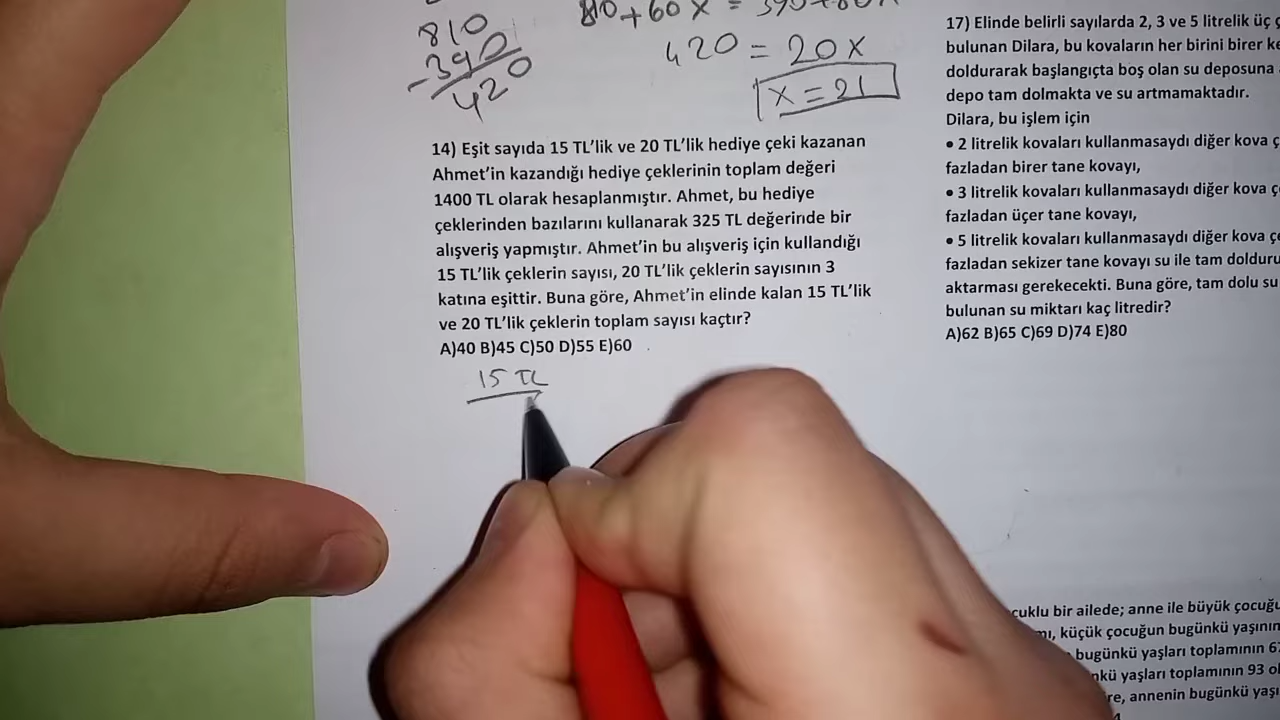 810
-390
420
810+60x = 390+80x
420 = 20x
x = 21
14) Eşit sayıda 15 TL'lik ve 20 TL'lik hediye çeki kazanan
Ahmet'in kazandığı hediye çeklerinin toplam değeri
1400 TL olarak hesaplanmıştır. Ahmet, bu hediye
çeklerinden bazılarını kullanarak 325 TL değerinde bir
alışveriş yapmıştır. Ahmet'in bu alışveriş için kullandığı
15 TL'lik çeklerin sayısı, 20 TL'lik çeklerin sayısının 3
katına eşittir. Buna göre, Ahmet'in elinde kalan 15 TL'lik
ve 20 TL'lik çeklerin toplam sayısı kaçtır?
A)40 B)45 C)50 D)55 E)60
15 TL
17) Elinde belirli sayılarda 2, 3 ve 5 litrelik üç
bulunan Dilara, bu kovaların her birini birer
doldurarak başlangıçta boş olan su deposuna
depo tam dolmakta ve su artmamaktadır.
Dilara, bu işlem için
• 2 litrelik kovaları kullanmasaydı diğer kova
fazladan birer tane kovayı,
• 3 litrelik kovaları kullanmasaydı diğer kova
fazladan üçer tane kovayı,
• 5 litrelik kovaları kullanmasaydı diğer kova
fazladan sekizer tane kovayı su ile tam
aktarması gerekecekti. Buna göre, tam dolu su
bulunan su miktarı kaç litredir?
A)62 B)65 C)69 D)74 E)80
bir ailede; anne ile büyük
küçük çocuğun bugünkü yaşının
bugünkü yaşları toplamının
yaşları toplamının 93
annenin bugünkü